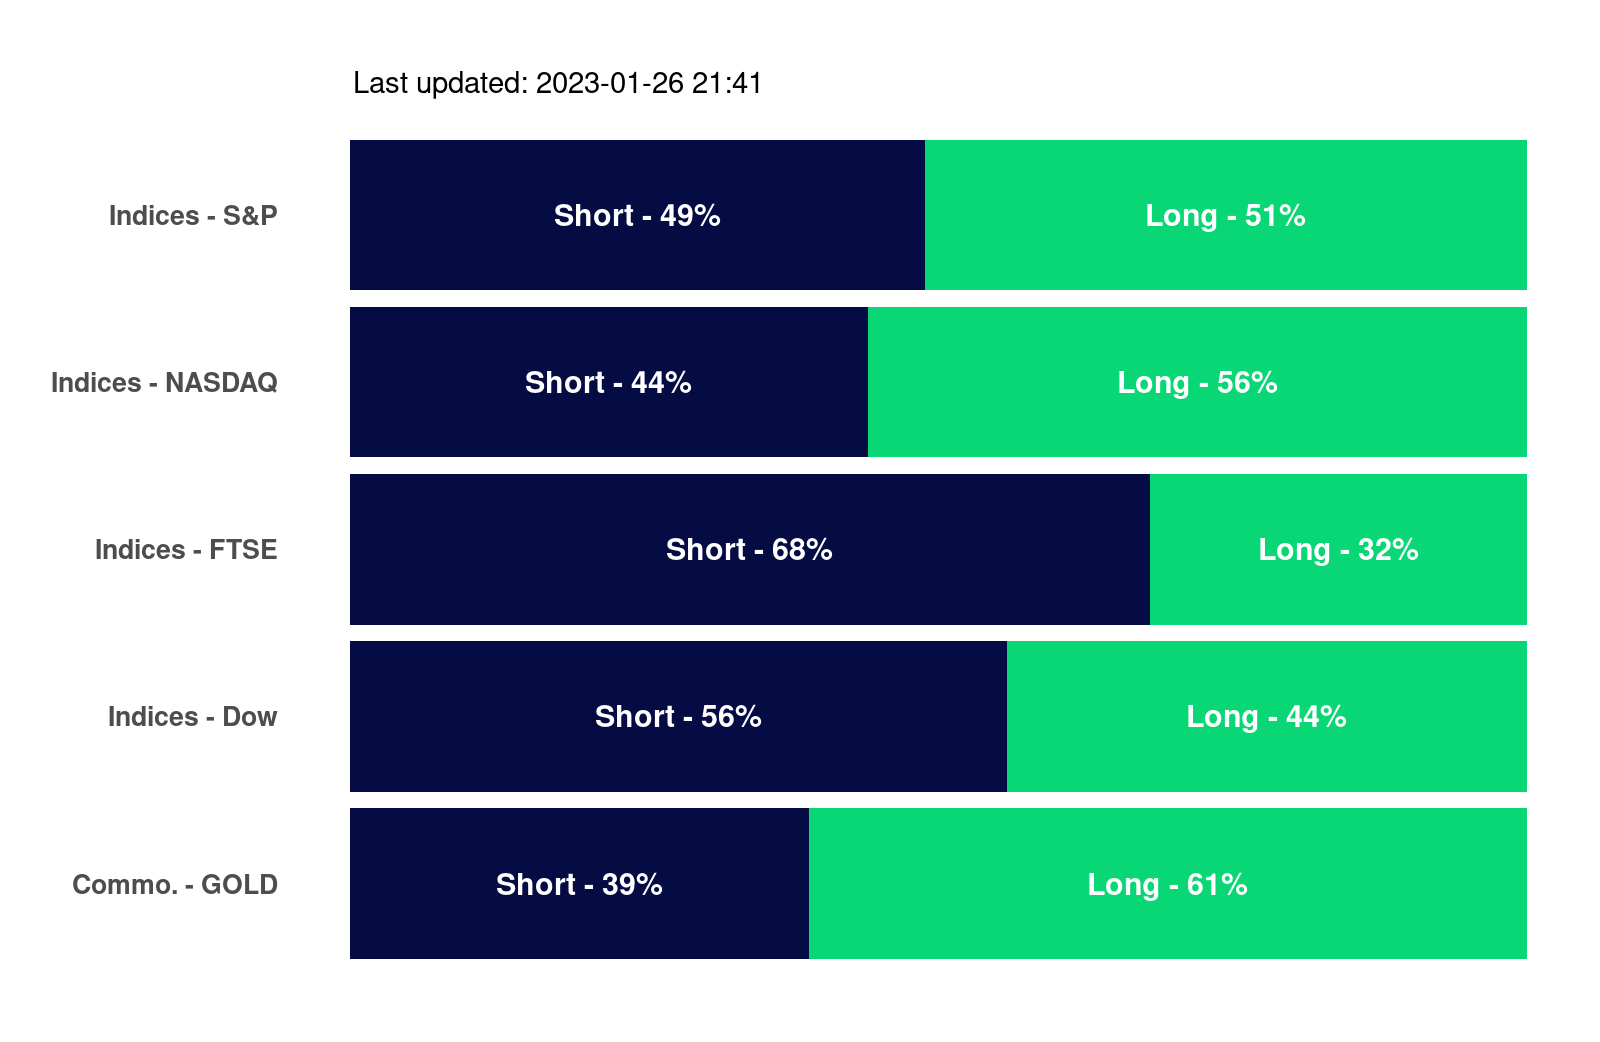 Last updated: 2023-01-26 21:41
Indices - S&P Short - 49% Long - 51%
Indices - NASDAQ Short - 44% Long - 56%
Indices - FTSE Short - 68% Long - 32%
Indices - Dow Short - 56% Long - 44%
Commo. - GOLD Short - 39% Long - 61%